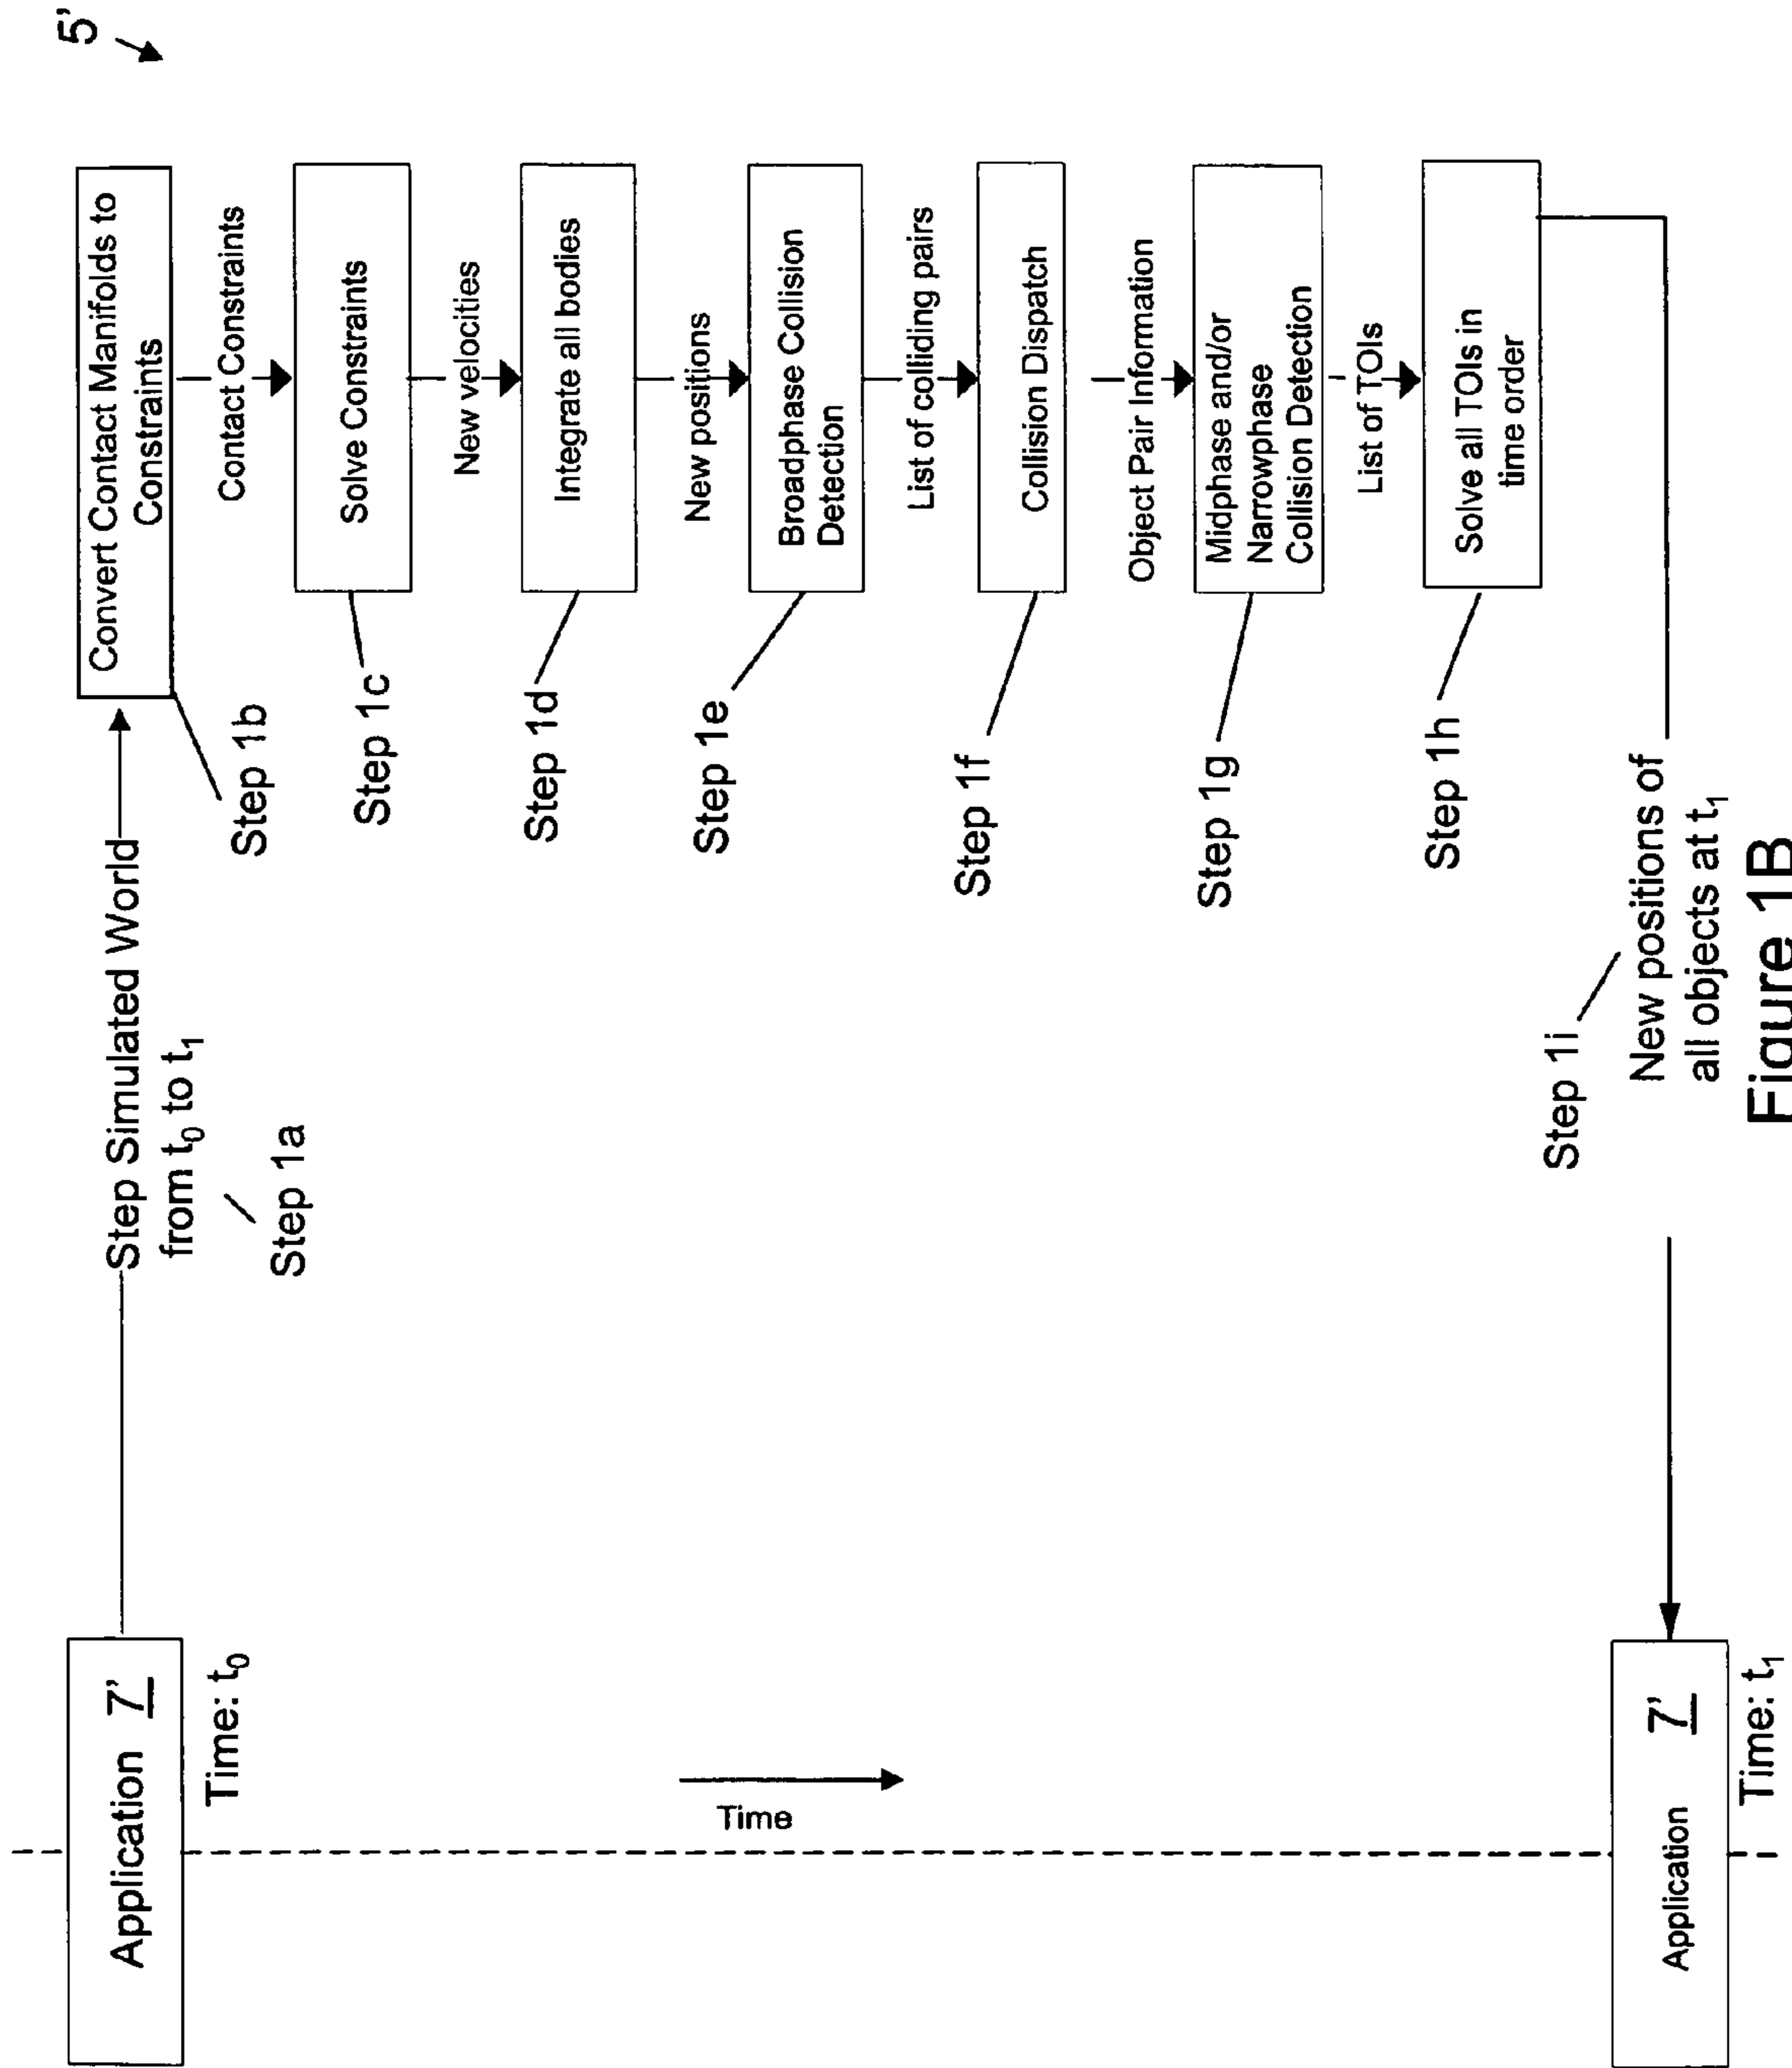 5'
Application 7'
Time: t₀
Step Simulated World
from t₀ to t₁
Step 1a
Convert Contact Manifolds to
Constraints
Step 1b
Contact Constraints
Solve Constraints
Step 1c
New velocities
Integrate all bodies
Step 1d
New positions
Broadphase Collision
Detection
Step 1e
List of colliding pairs
Collision Dispatch
Step 1f
Object Pair Information
Midphase and/or
Narrowphase
Collision Detection
Step 1g
List of TOIs
Solve all TOIs in
time order
Step 1h
Time
Step 1i
New positions of
all objects at t₁
Application 7'
Time: t₁
Figure 1B